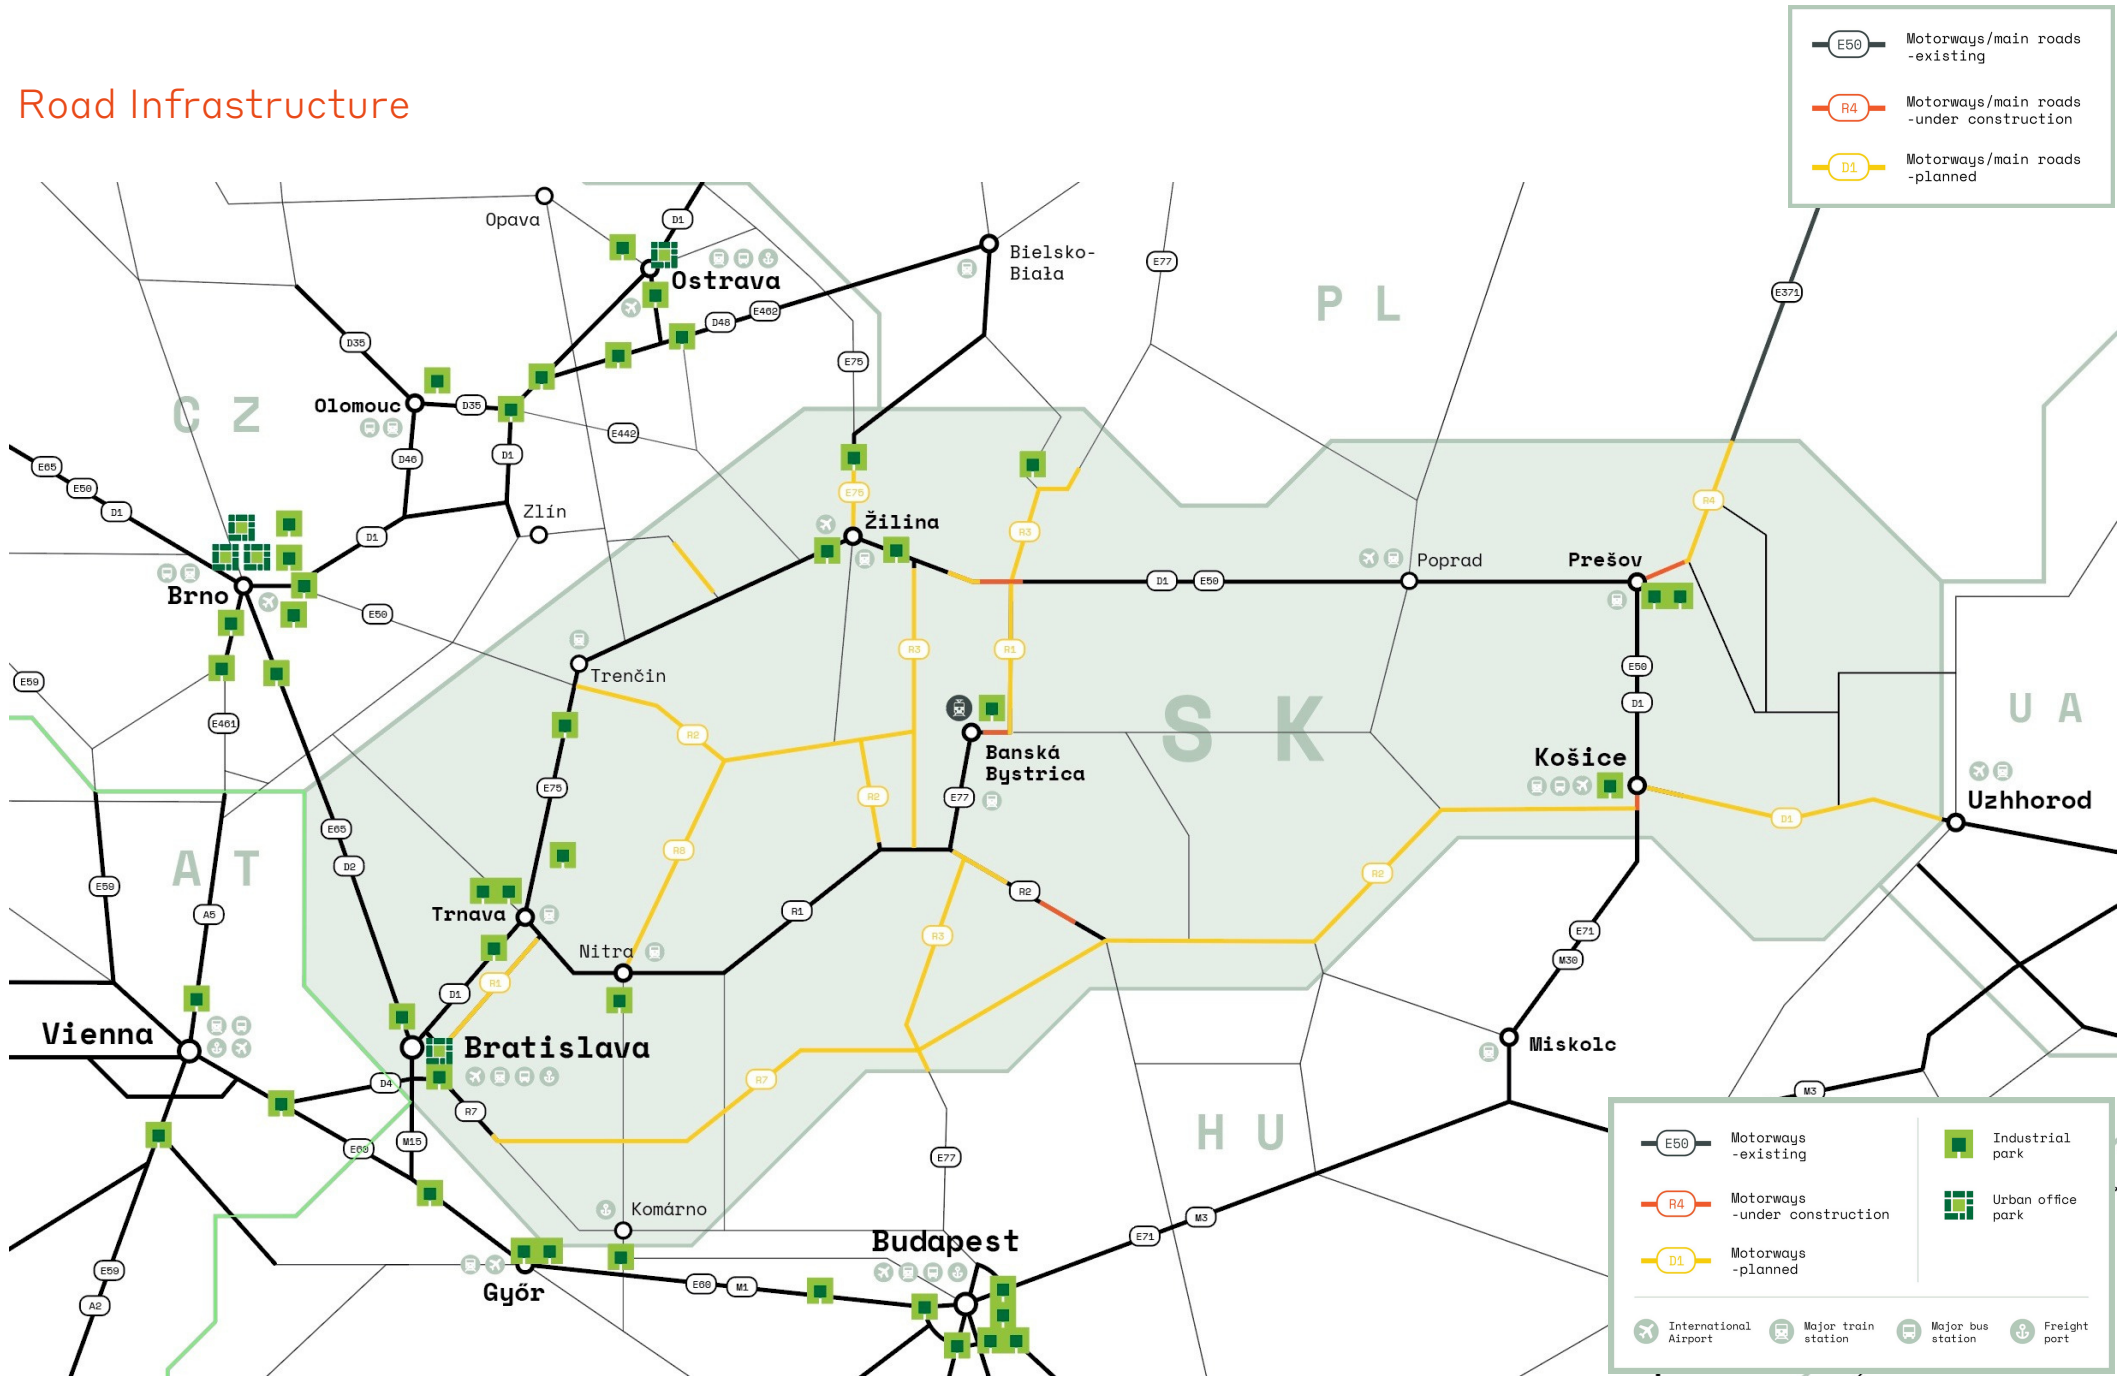 Road Infrastructure
E50
Motorways/main roads
-existing
R4
Motorways/main roads
-under construction
D1
Motorways/main roads
-planned
Opava
D1
Ostrava
Bielsko-
Biała
E77
P L
E371
D48
E462
D35
E75
C Z
Olomouc
D35
E442
D46
D1
E65
E50
D1
E75
R4
Zlín
Žilina
R3
D1
Poprad
Prešov
D1
E50
Brno
E50
E59
Trenčin
R3
R1
E50
D1
S K
U A
E461
R2
Banská
Bystrica
Košice
E75
R2
E77
Uzhhorod
D1
E65
D2
R8
A T
E59
R2
R2
A5
Trnava
R1
E71
Nitra
R3
M30
R1
D1
Vienna
Bratislava
Miskolc
D4
R7
R7
M3
M15
E60
H U
E77
Komárno
M3
E71
Budapest
E59
A2
Győr
E60
M1
E50
Motorways
-existing
R4
Motorways
-under construction
D1
Motorways
-planned
Industrial
park
Urban office
park
International
Airport
Major train
station
Major bus
station
Freight
port